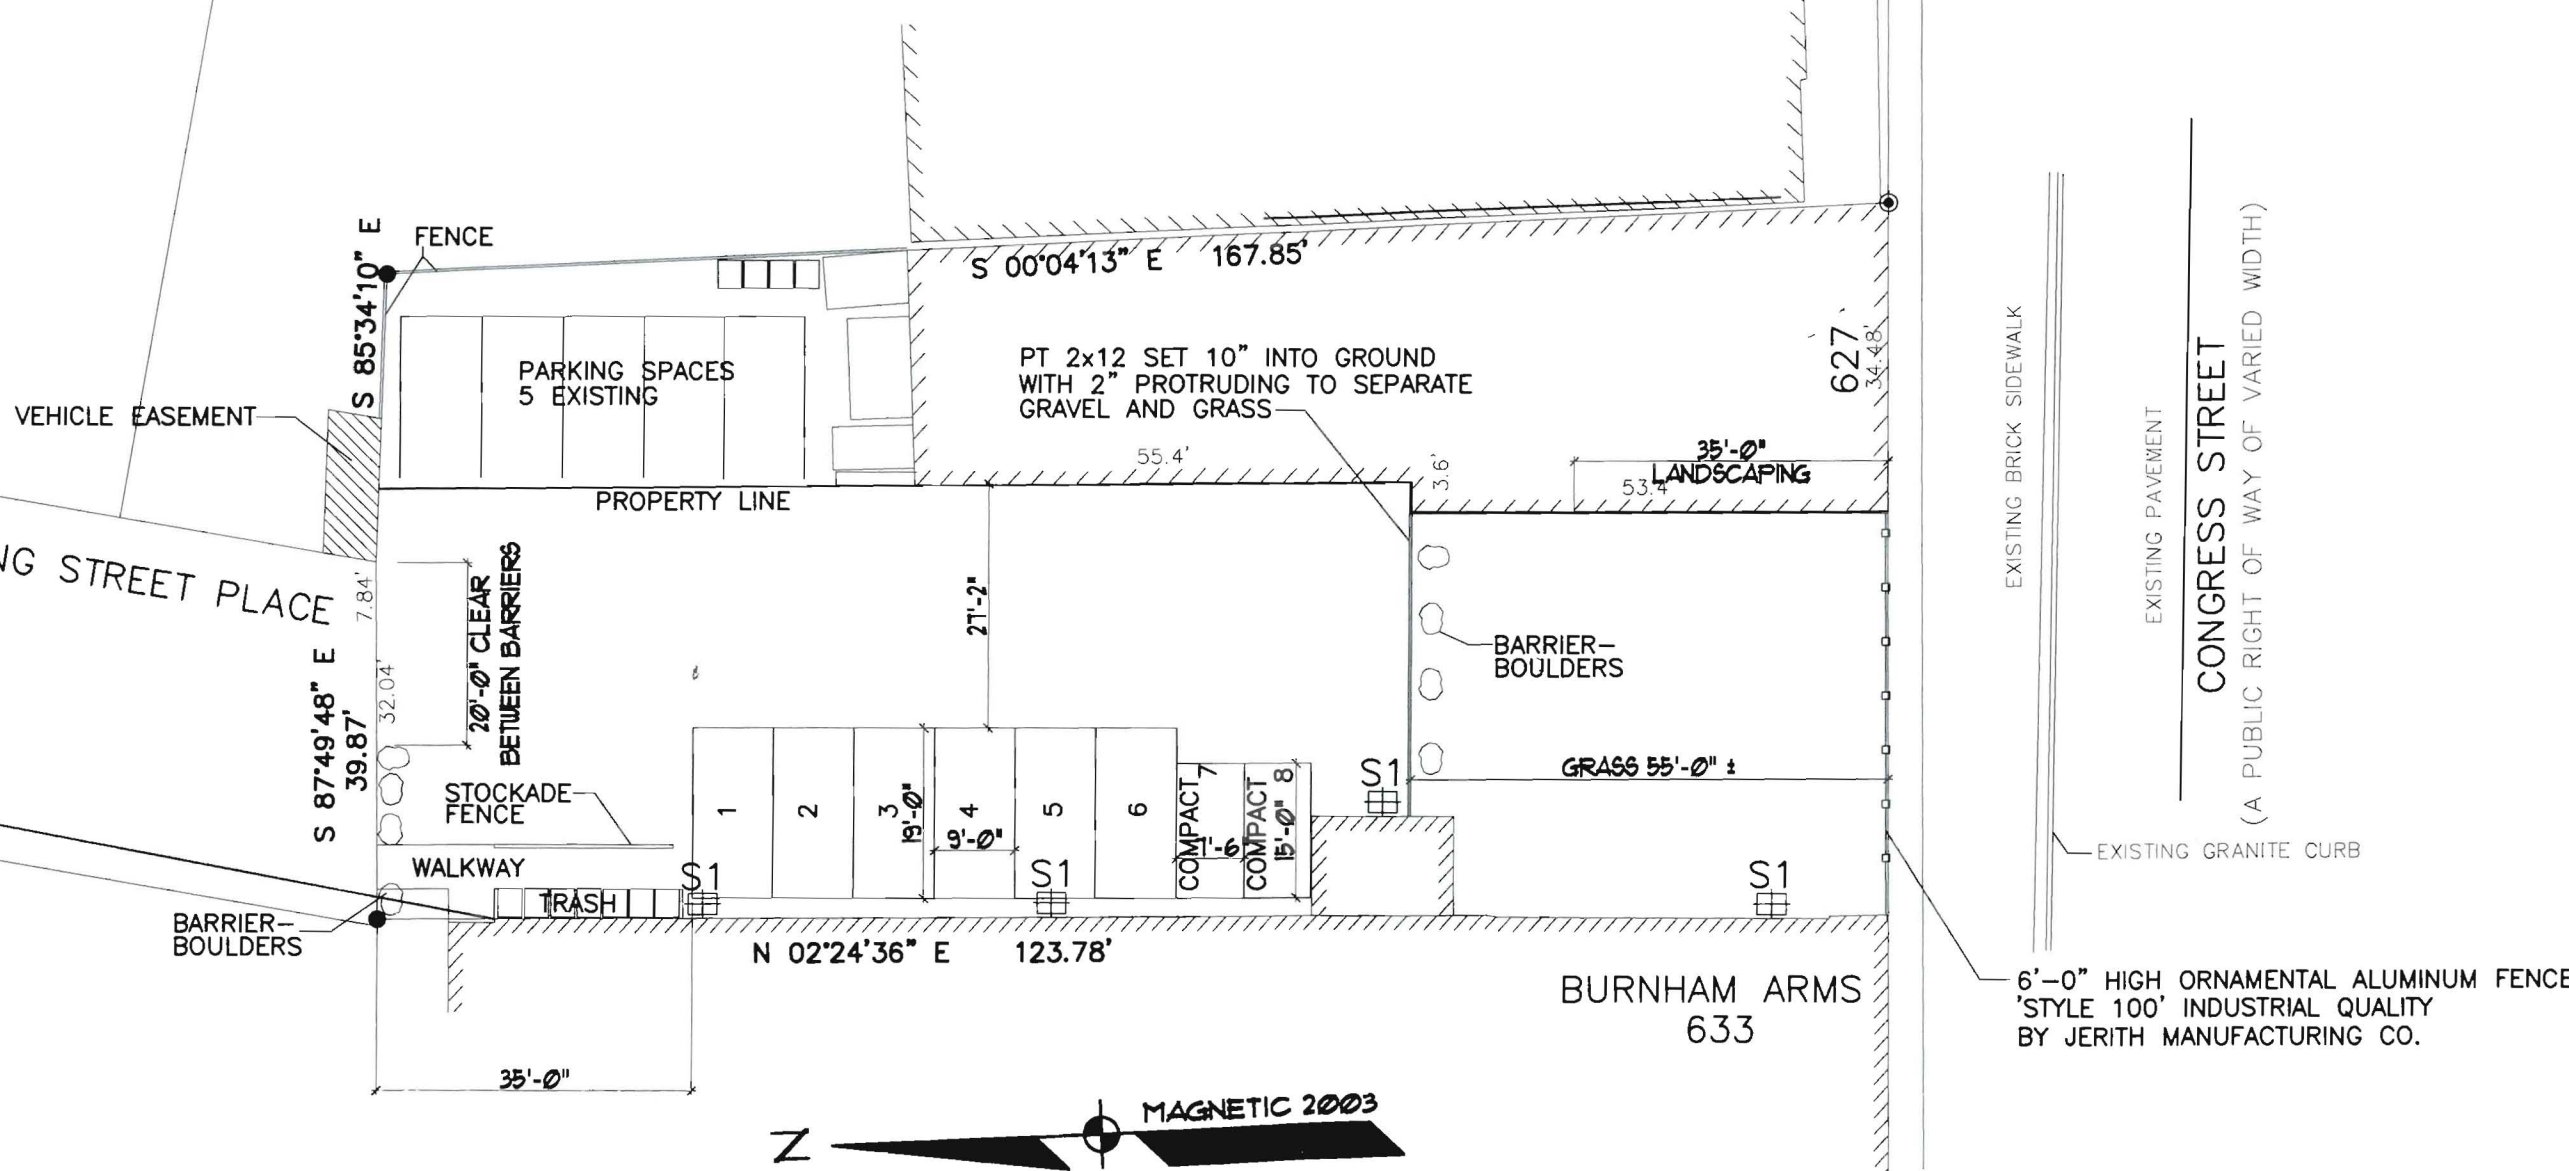 FENCE
S 85°34'10" E
S 00°04'13" E 167.85'
PARKING SPACES
5 EXISTING
VEHICLE EASEMENT
PT 2x12 SET 10" INTO GROUND
WITH 2" PROTRUDING TO SEPARATE
GRAVEL AND GRASS
55.4'
3.6'
35'-0"
LANDSCAPING
53.4'
627
34.48'
EXISTING BRICK SIDEWALK
EXISTING PAVEMENT
CONGRESS STREET
(A PUBLIC RIGHT OF WAY OF VARIED WIDTH)
PROPERTY LINE
NG STREET PLACE
7.84'
32.04'
S 87°49'48" E
39.87'
20'-0" CLEAR
BETWEEN BARRIERS
27'-2"
BARRIER-
BOULDERS
STOCKADE
FENCE
WALKWAY
TRASH
S1
1
2
3
19'-0"
4
9'-0"
5
S1
6
COMPACT 7
7'-6"
COMPACT 8
15'-0"
S1
GRASS 55'-0" ±
S1
EXISTING GRANITE CURB
BARRIER-
BOULDERS
N 02°24'36" E 123.78'
BURNHAM ARMS
633
6'-0" HIGH ORNAMENTAL ALUMINUM FENCE
'STYLE 100' INDUSTRIAL QUALITY
BY JERITH MANUFACTURING CO.
35'-0"
MAGNETIC 2003
N